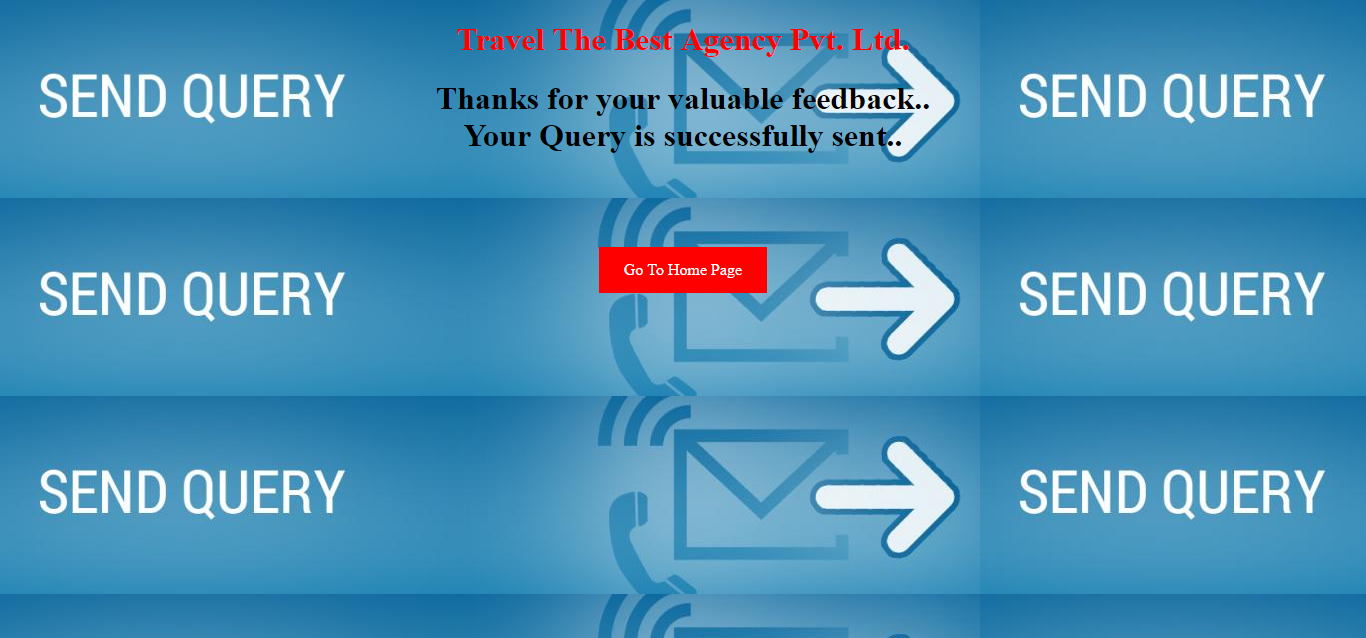 Travel The Best Agency Pvt. Ltd.
SEND QUERY
Thanks for your valuable feedback..
Your Query is successfully sent..
SEND QUERY
SEND QUERY
Go To Home Page
SEND QUERY
SEND QUERY
SEND QUERY